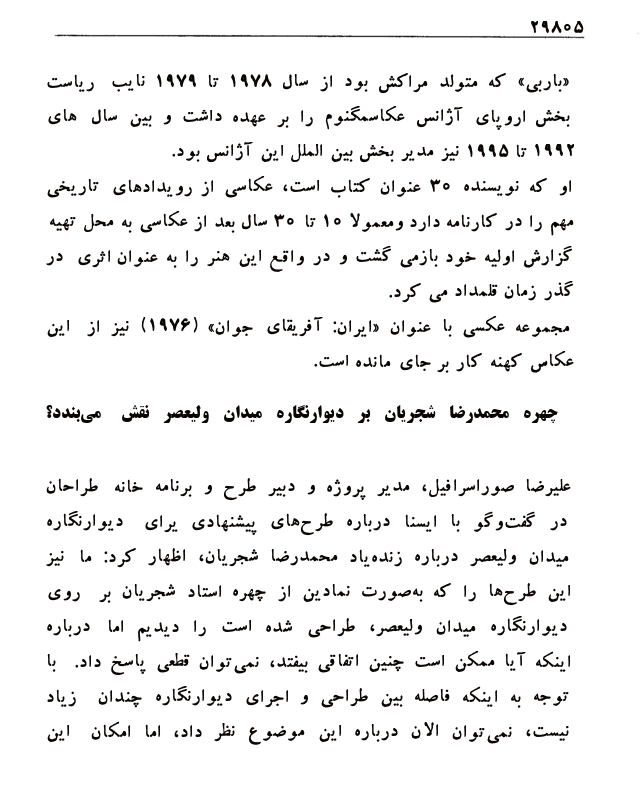 ۲۹۸۰۵
«باربی» که متولد مراکش بود از سال ۱۹۷۸ تا ۱۹۷۹ نایب ریاست
بخش اروپای آژانس عکاسمگنوم را بر عهده داشت و بین سال های
۱۹۹۲ تا ۱۹۹۵ نیز مدیر بخش بین الملل این آژانس بود.
او که نویسنده ۳۰ عنوان کتاب است، عکاسی از رویدادهای تاریخی
مهم را در کارنامه دارد ومعمولا ۱۰ تا ۳۰ سال بعد از عکاسی به محل تهیه
گزارش اولیه خود بازمی گشت و در واقع این هنر را به عنوان اثری در
گذر زمان قلمداد می کرد.
مجموعه عکسی با عنوان «ایران: آفریقای جوان» (۱۹۷۶) نیز از این
عکاس کهنه کار بر جای مانده است.
چهره محمدرضا شجریان بر دیوارنگاره میدان ولیعصر نقش می‌بندد؟
علیرضا صوراسرافیل، مدیر پروژه و دبیر طرح و برنامه خانه طراحان
در گفت‌وگو با ایسنا درباره طرح‌های پیشنهادی یرای دیوارنگاره
میدان ولیعصر درباره زنده‌یاد محمدرضا شجریان، اظهار کرد: ما نیز
این طرح‌ها را که به‌صورت نمادین از چهره استاد شجریان بر روی
دیوارنگاره میدان ولیعصر، طراحی شده است را دیدیم اما درباره
اینکه آیا ممکن است چنین اتفاقی بیفتد، نمی‌توان قطعی پاسخ داد. با
توجه به اینکه فاصله بین طراحی و اجرای دیوارنگاره چندان زیاد
نیست، نمی‌توان الان درباره این موضوع نظر داد، اما امکان این